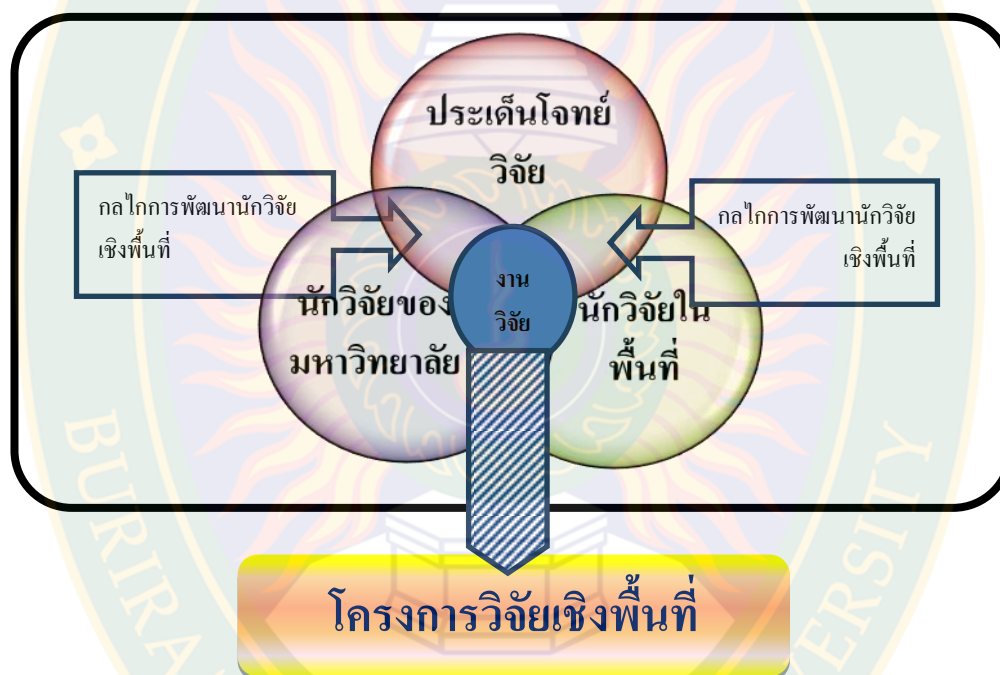 ประเด็นโจทย์
วิจัย
กลไกการพัฒนานักวิจัย
เชิงพื้นที่
กลไกการพัฒนานักวิจัย
เชิงพื้นที่
งาน
วิจัย
นักวิจัยของ
มหาวิทยาลัย
นักวิจัยใน
พื้นที่
โครงการวิจัยเชิงพื้นที่
BURIRA
VERSITY